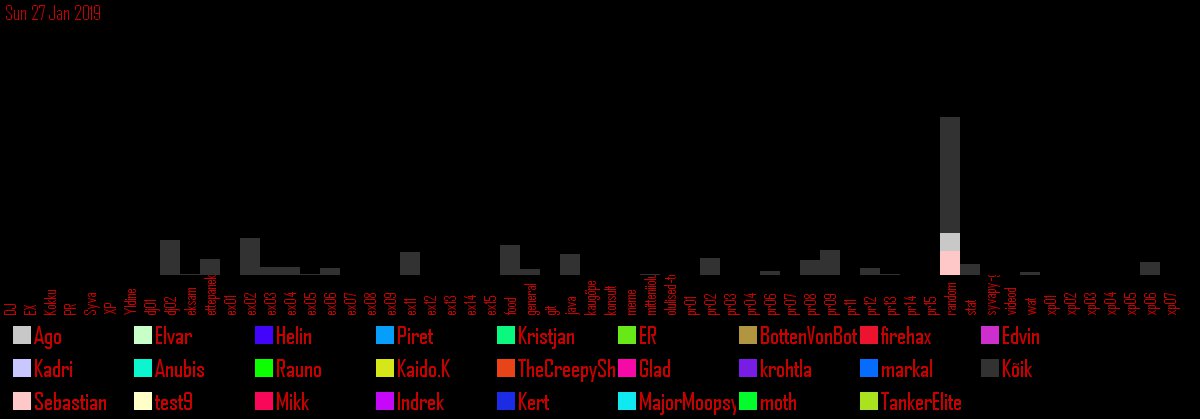 Sun 27 Jan 2019
DJ EX Kokku PR Syva XP Yldine dj01 dj02 eksam ettepanek ex01 ex02 ex03 ex04 ex05 ex06 ex07 ex08 ex09 ex11 ex12 ex13 ex14 ex15 food general git java kaugõpe konsult meme mitteniidu olulised-t pr01 pr02 pr03 pr04 pr06 pr07 pr08 pr09 pr11 pr12 pr13 pr14 pr15 random stat videod wat xp01 xp02 xp03 xp04 xp05 xp06 xp07
Ago Elvar Helin Piret Kristjan ER BottenVonBot firehax Edvin
Kadri Anubis Rauno Kaido.K TheCreepySh Glad krohtla markal Kõik
Sebastian test9 Mikk Indrek Kert MajorMoopsy moth TankerElite